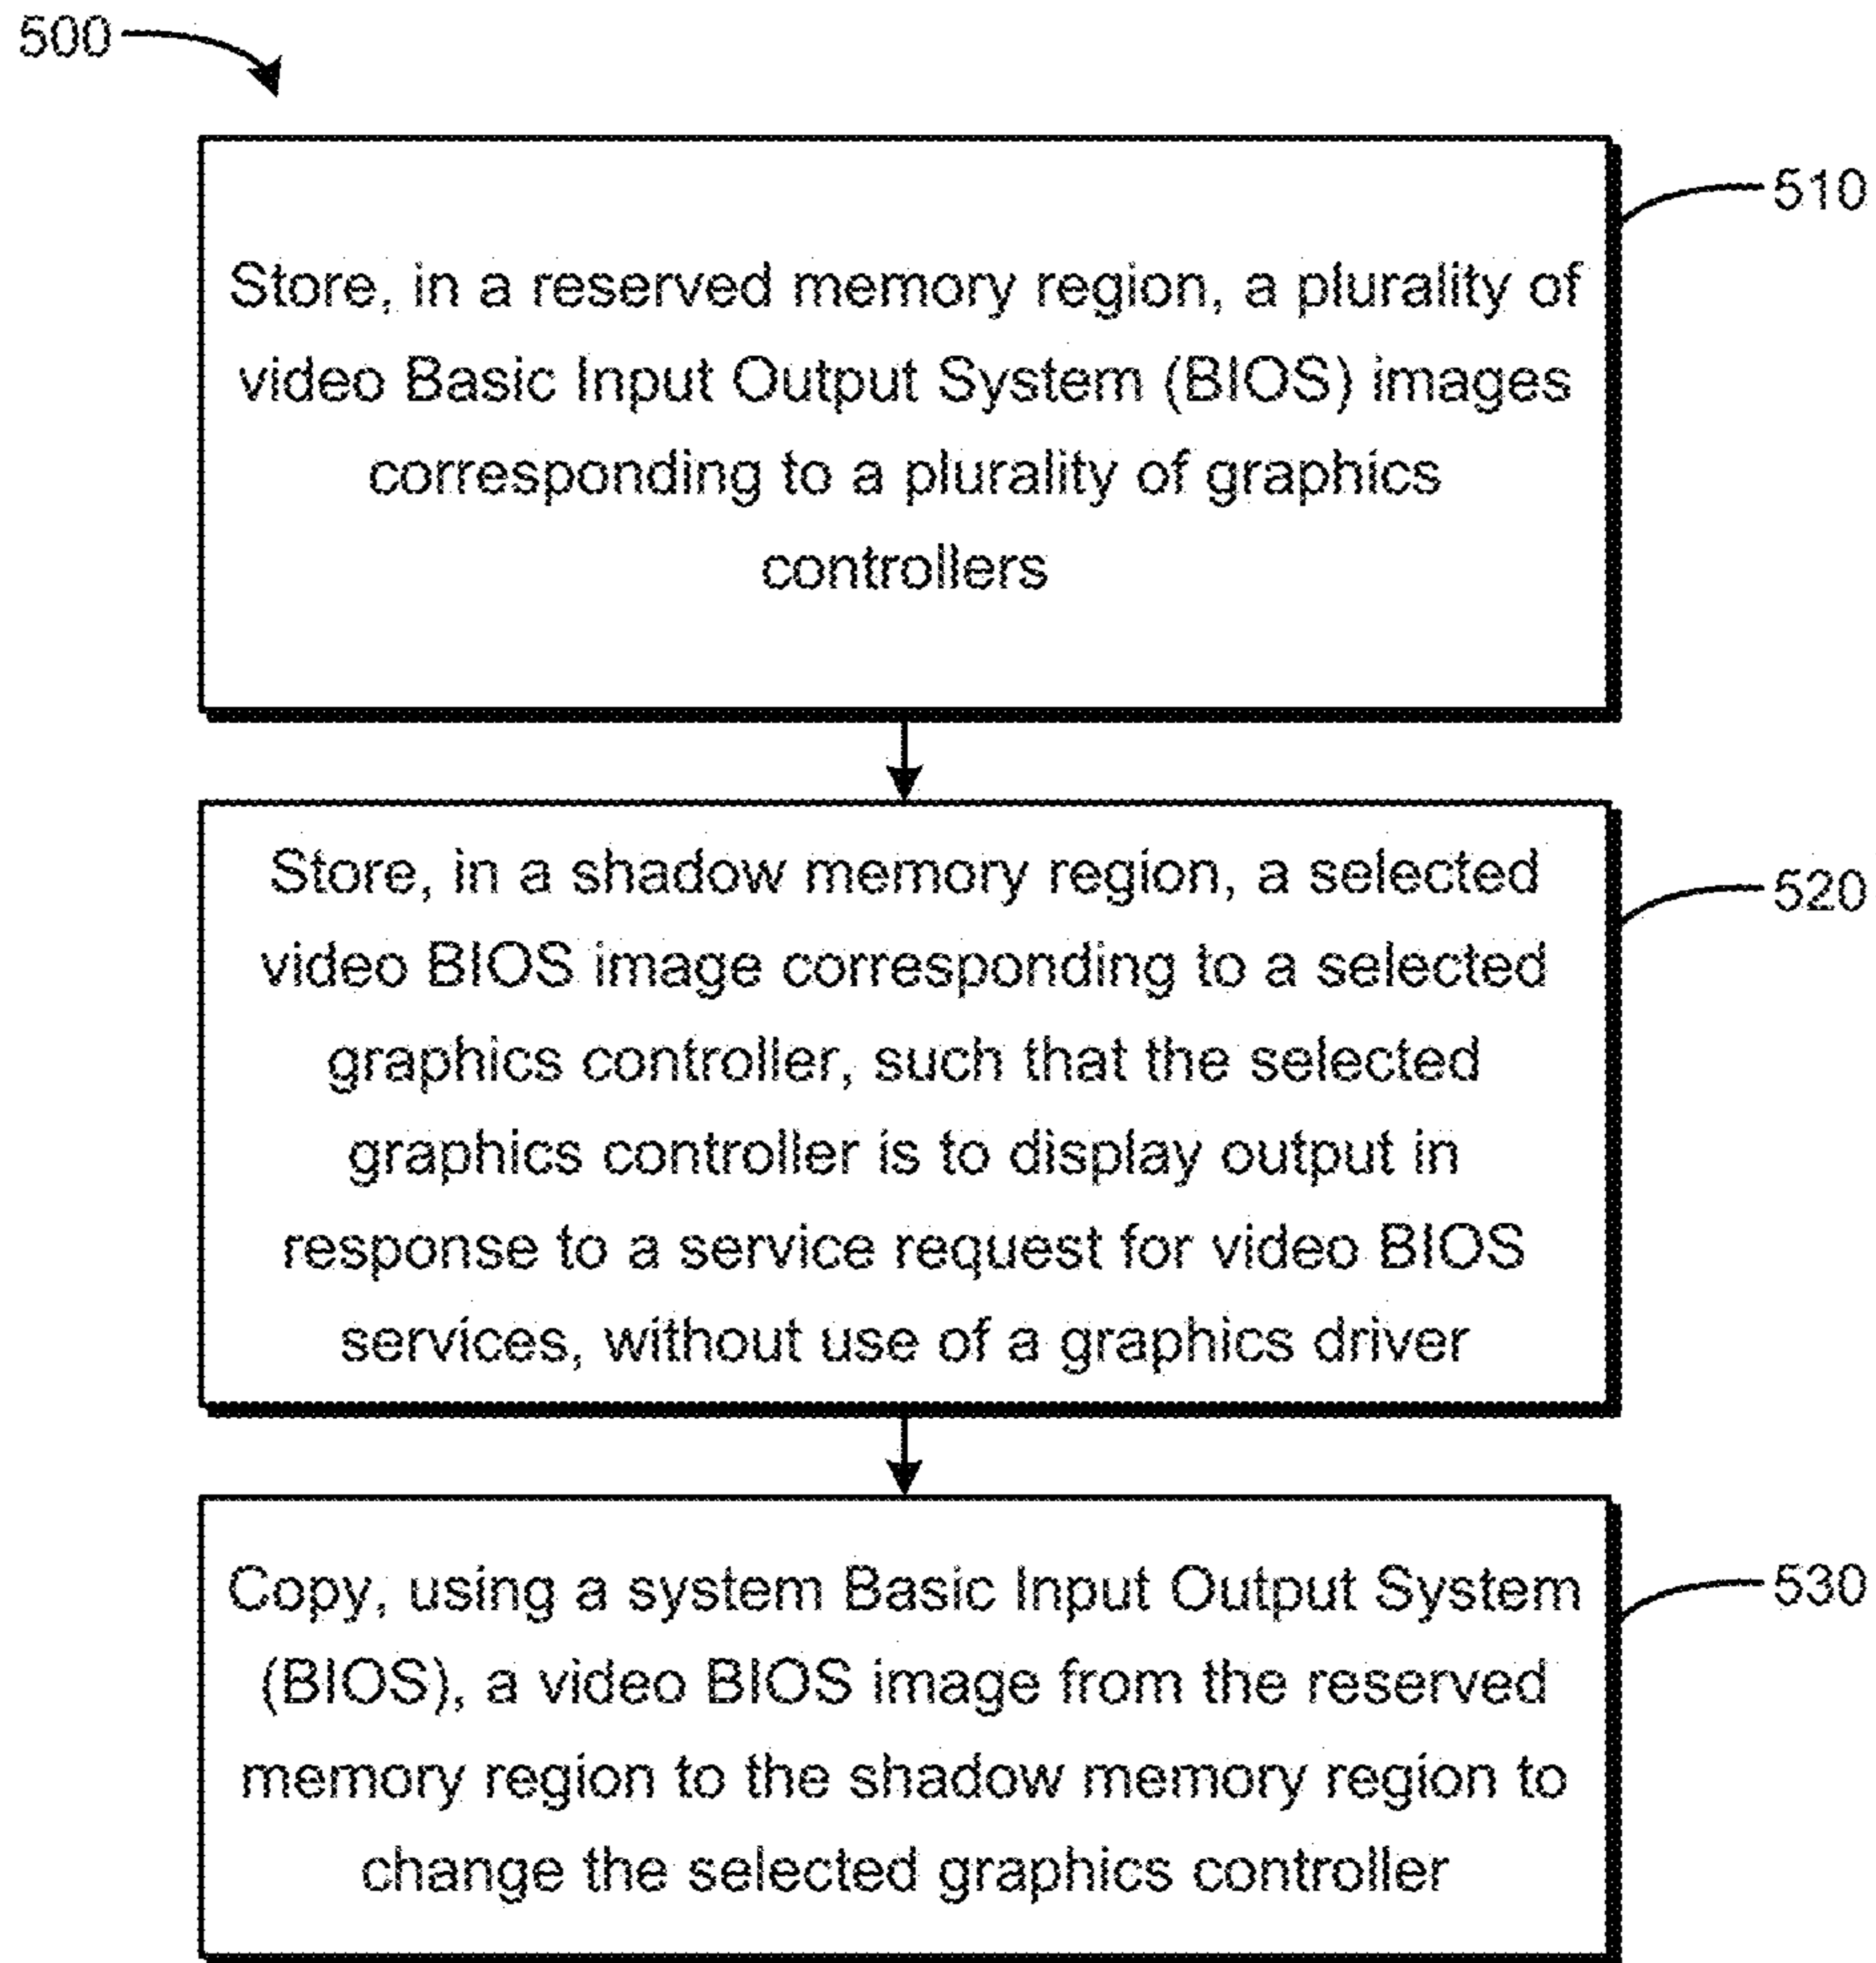 500
510
Store, in a reserved memory region, a plurality of
video Basic Input Output System (BIOS) images
corresponding to a plurality of graphics
controllers
520
Store, in a shadow memory region, a selected
video BIOS image corresponding to a selected
graphics controller, such that the selected
graphics controller is to display output in
response to a service request for video BIOS
services, without use of a graphics driver
530
Copy, using a system Basic Input Output System
(BIOS), a video BIOS image from the reserved
memory region to the shadow memory region to
change the selected graphics controller